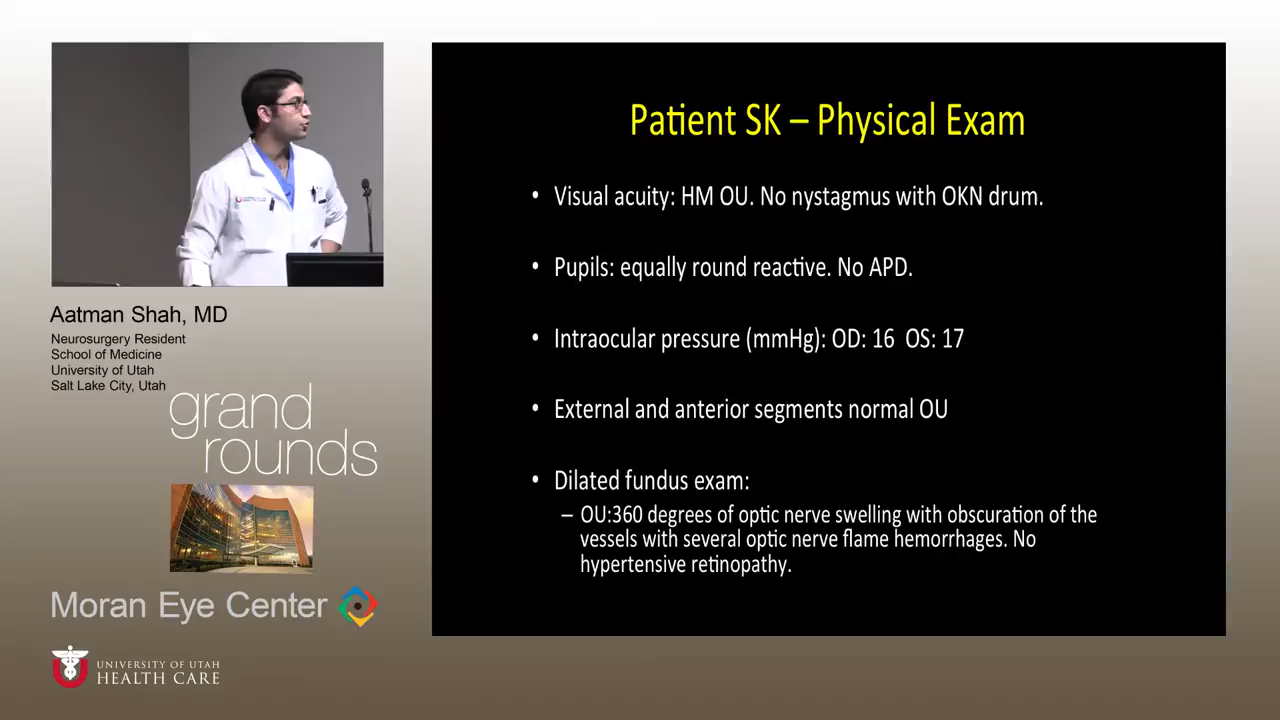 Patient SK – Physical Exam
• Visual acuity: HM OU. No nystagmus with OKN drum.
• Pupils: equally round reactive. No APD.
• Intraocular pressure (mmHg): OD: 16 OS: 17
• External and anterior segments normal OU
• Dilated fundus exam:
– OU:360 degrees of optic nerve swelling with obscuration of the
vessels with several optic nerve flame hemorrhages. No
hypertensive retinopathy.
Aatman Shah, MD
Neurosurgery Resident
School of Medicine
University of Utah
Salt Lake City, Utah
grand
rounds
Moran Eye Center
UNIVERSITY OF UTAH
HEALTH CARE